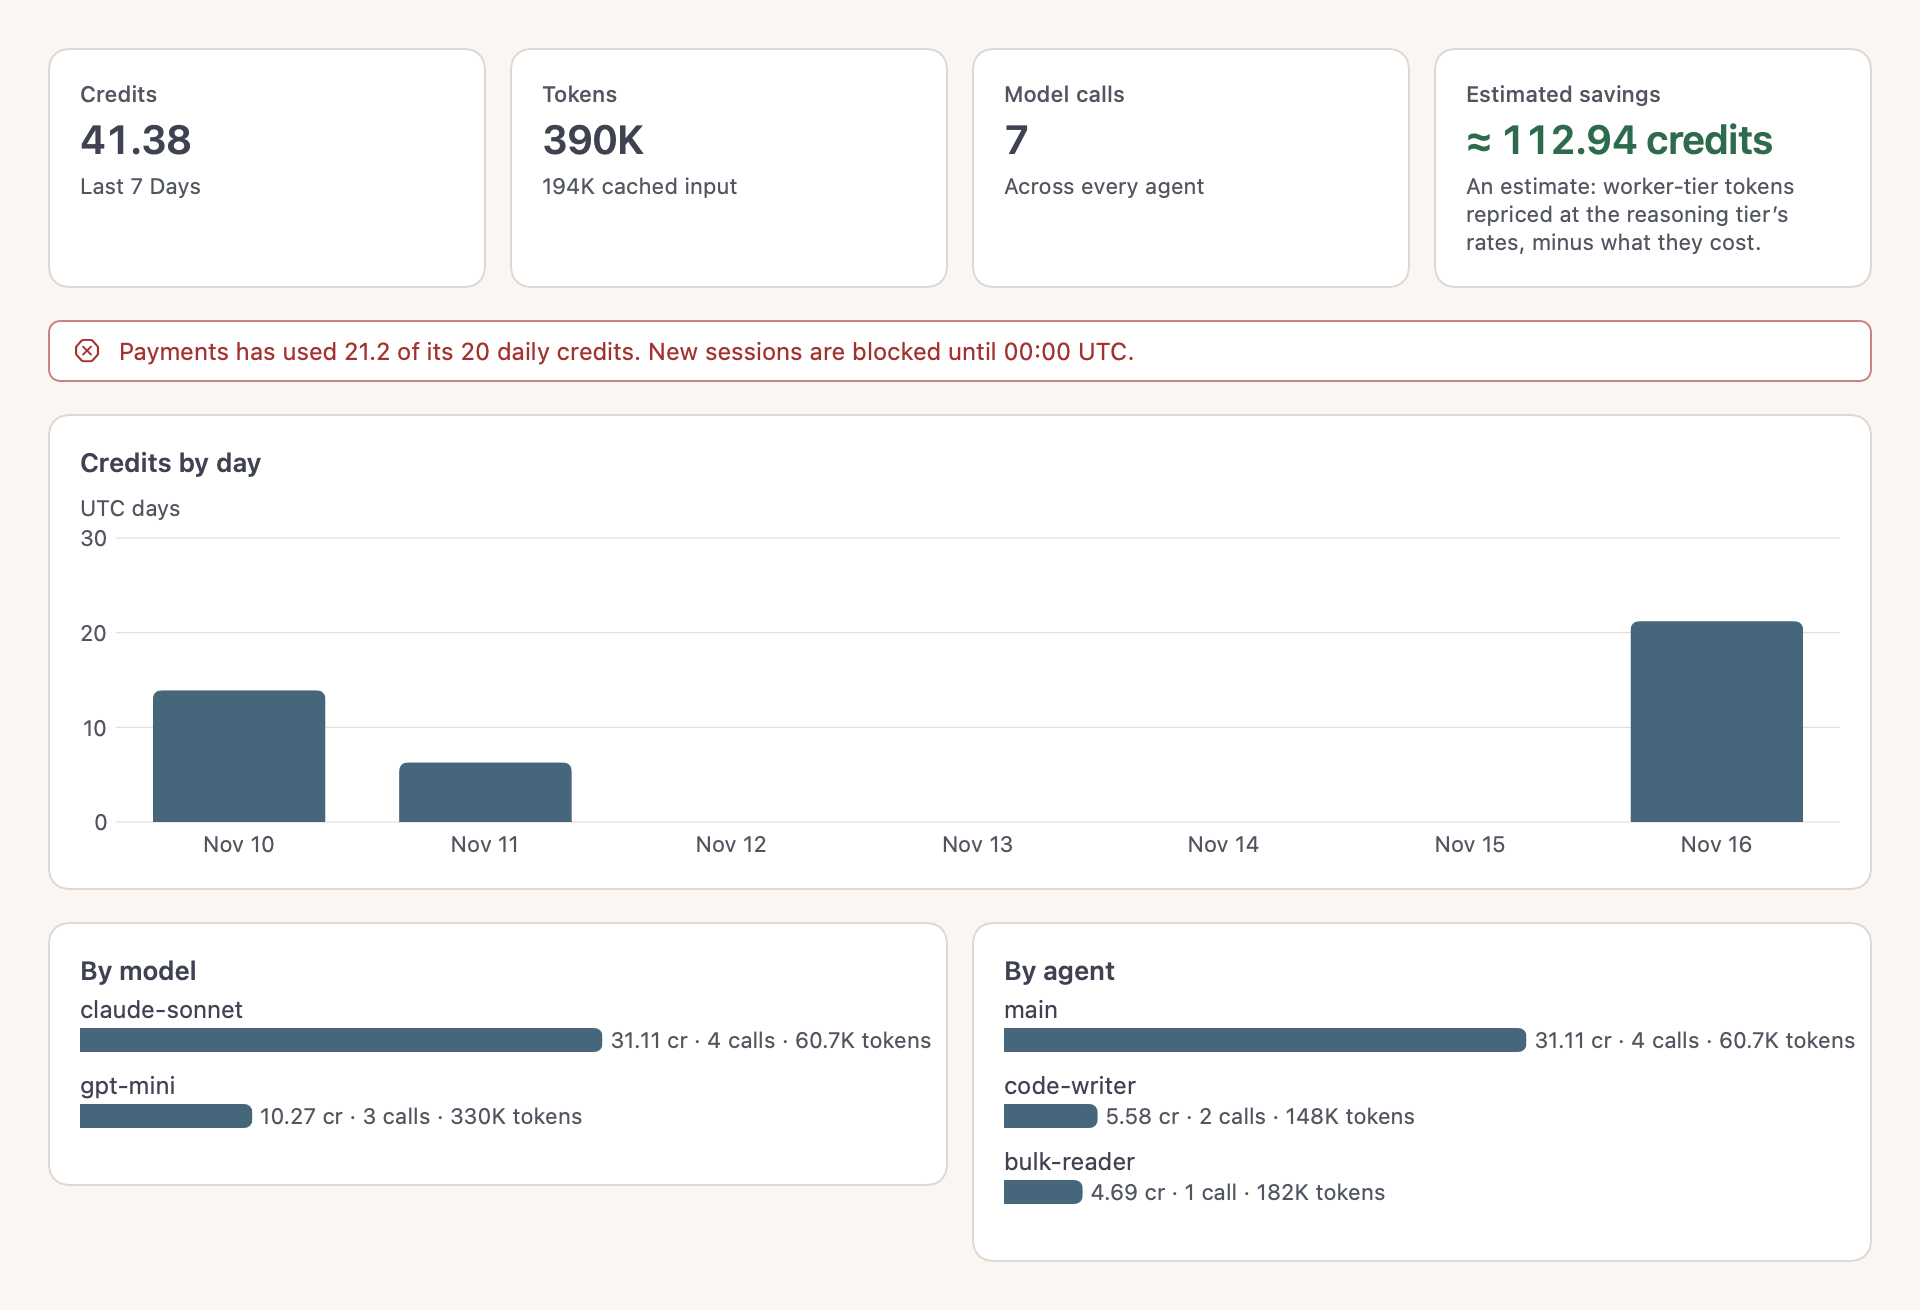 Credits
41.38
Last 7 Days
Tokens
390K
194K cached input
Model calls
7
Across every agent
Estimated savings
≈ 112.94 credits
An estimate: worker-tier tokens
repriced at the reasoning tier’s
rates, minus what they cost.
Payments has used 21.2 of its 20 daily credits. New sessions are blocked until 00:00 UTC.
Credits by day
UTC days
30
20
10
0
Nov 10
Nov 11
Nov 12
Nov 13
Nov 14
Nov 15
Nov 16
By model
claude-sonnet
31.11 cr · 4 calls · 60.7K tokens
gpt-mini
10.27 cr · 3 calls · 330K tokens
By agent
main
31.11 cr · 4 calls · 60.7K tokens
code-writer
5.58 cr · 2 calls · 148K tokens
bulk-reader
4.69 cr · 1 call · 182K tokens